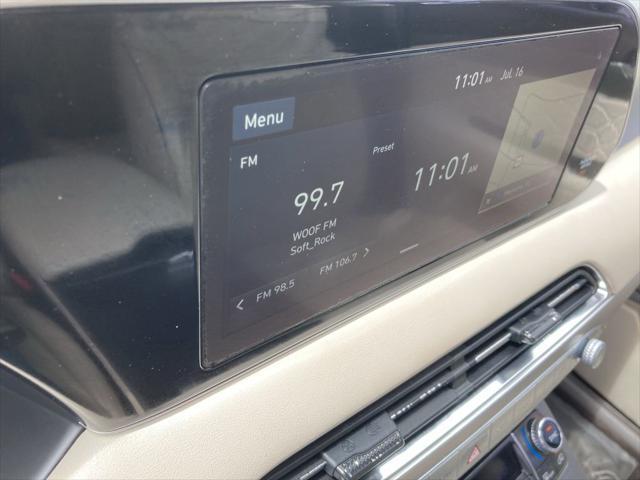 11:01 AM Jul. 16
Menu
FM
Preset
99.7
11:01 AM
WOOF FM
Soft_Rock
< FM 98.5 FM 106.7 >